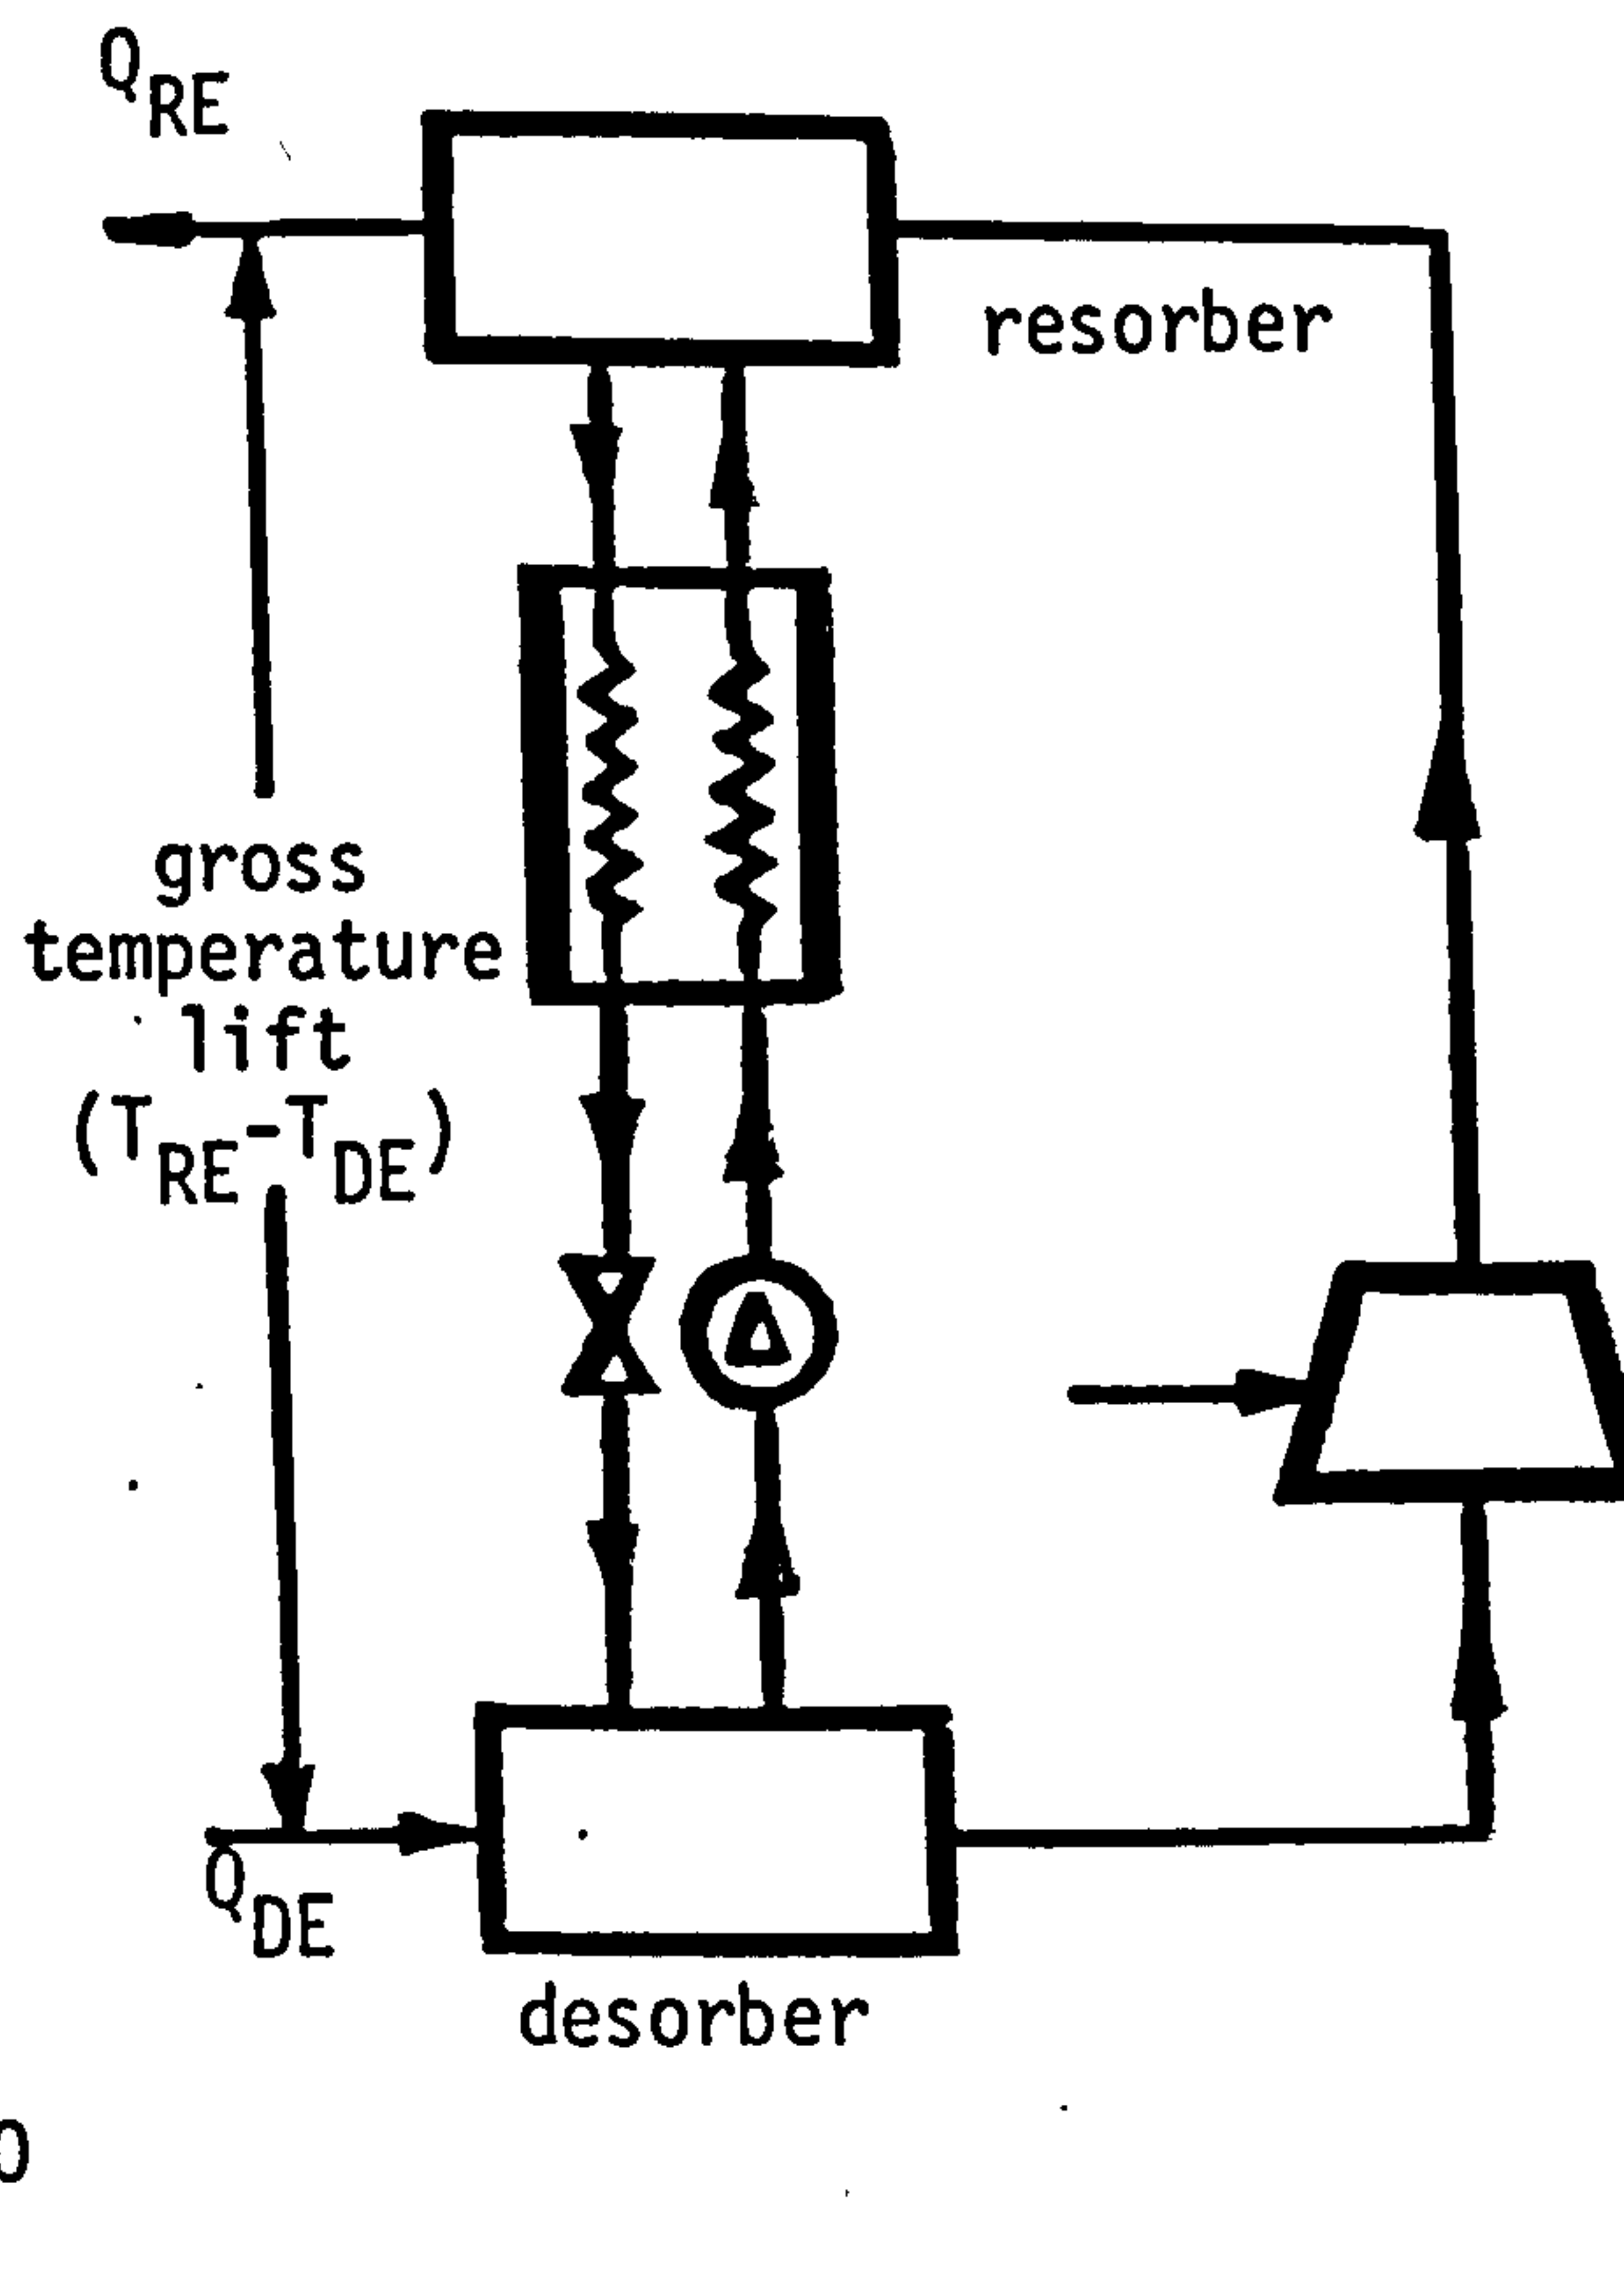 Q_RE
resorber
gross
temperature
lift
(T_RE-T_DE)
Q_DE
desorber